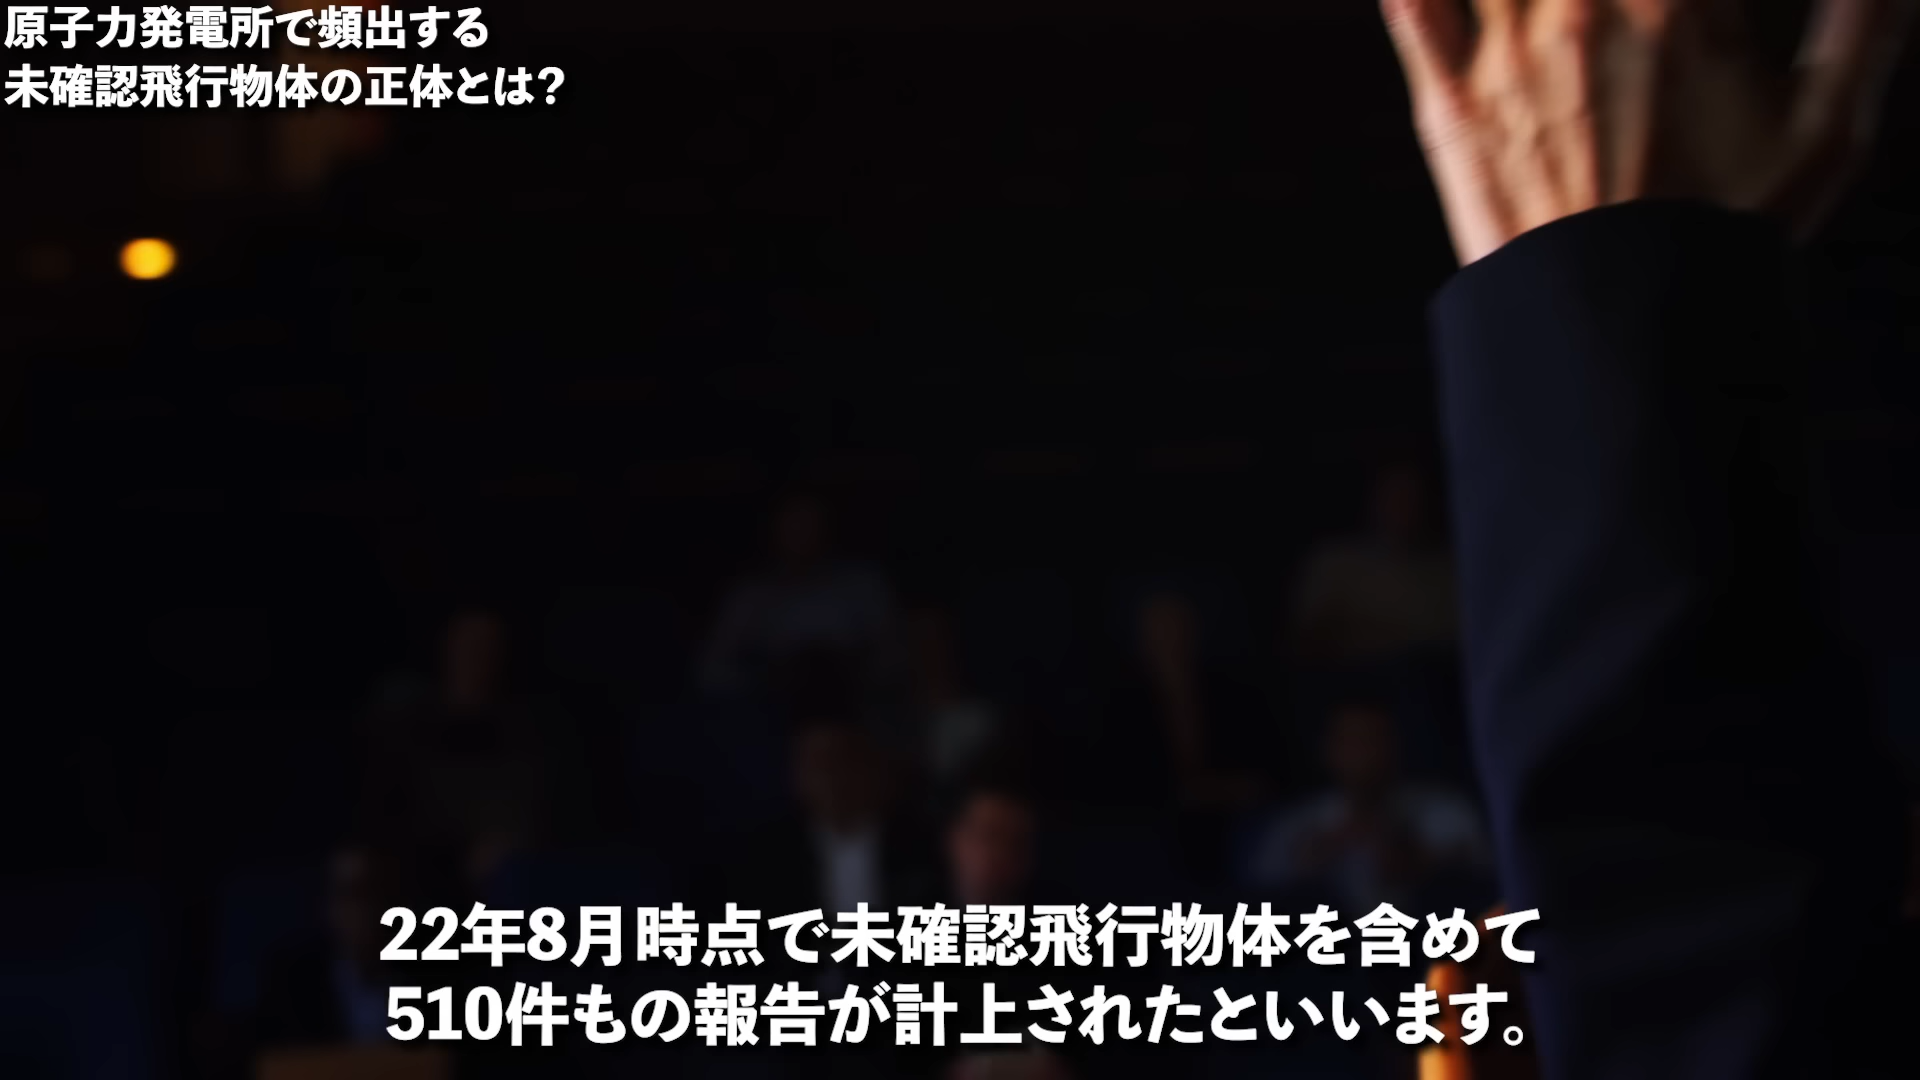 原子力発電所で頻出する
未確認飛行物体の正体とは?
22年8月時点で未確認飛行物体を含めて
510件もの報告が計上されたといいます。